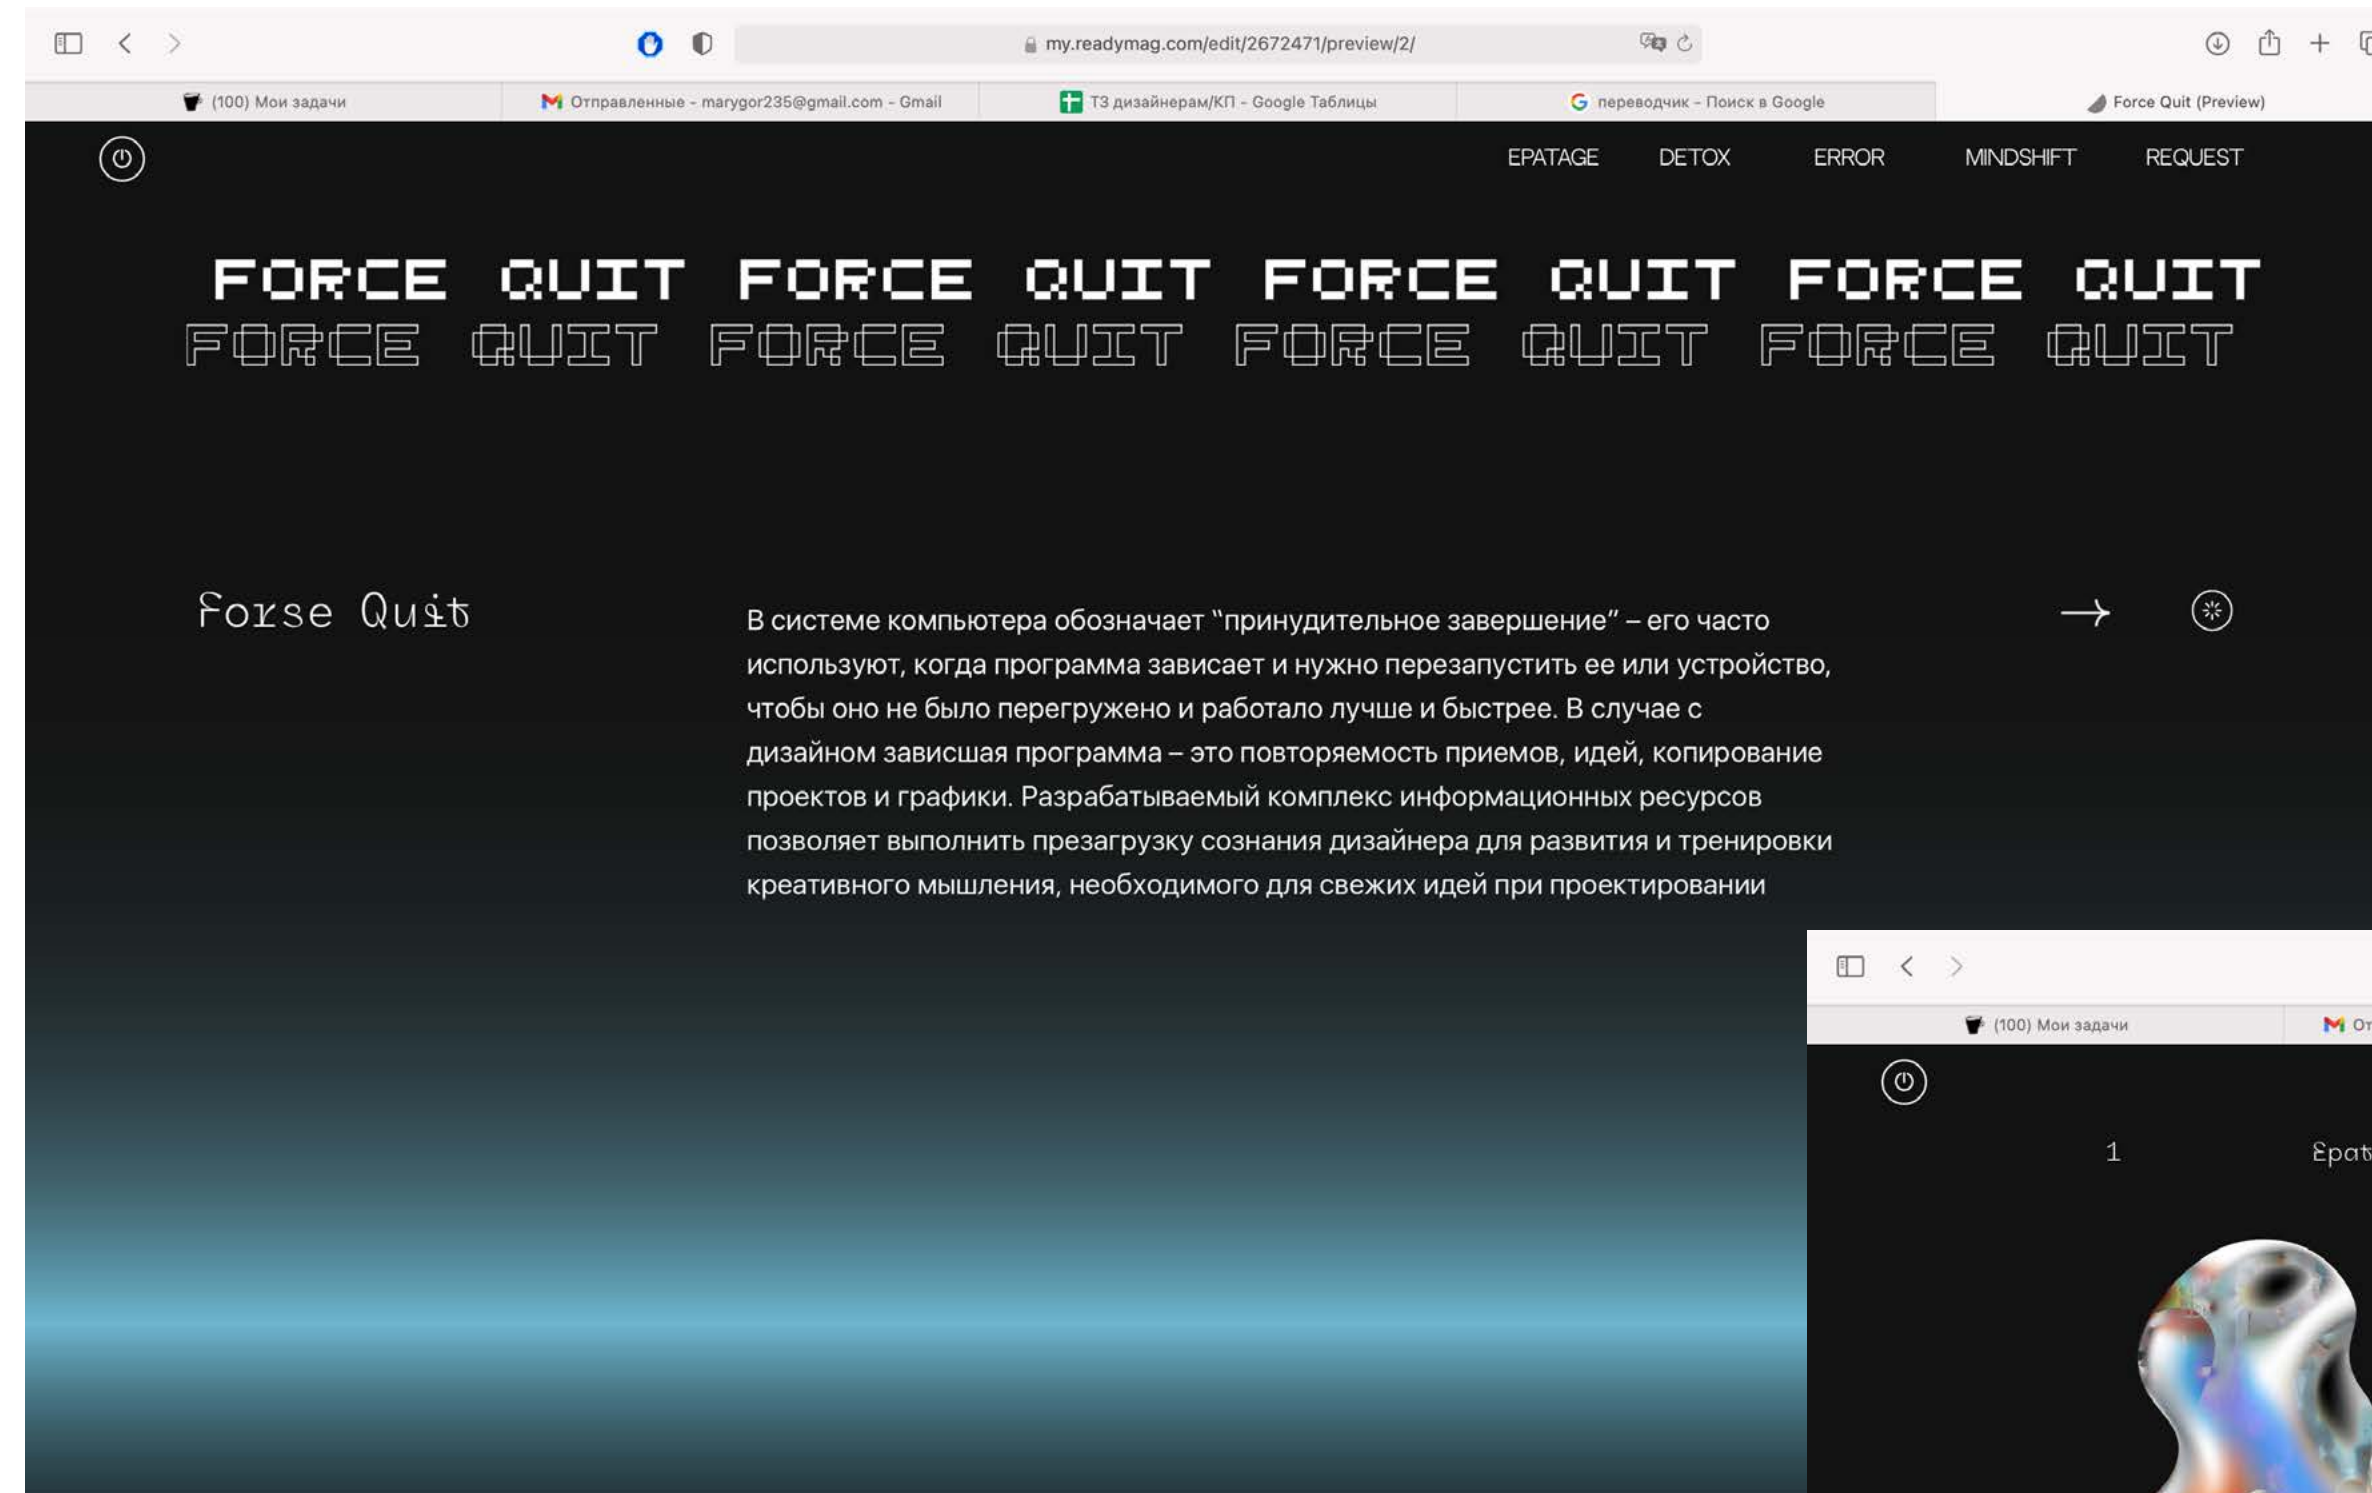 my.readymag.com/edit/2672471/preview/2/
(100) Мои задачи
Отправленные - marygor235@gmail.com - Gmail
ТЗ дизайнерам/КП - Google Таблицы
переводчик - Поиск в Google
Force Quit (Preview)
EPATAGE DETOX ERROR MINDSHIFT REQUEST
FORCE QUIT FORCE QUIT FORCE QUIT FORCE QUIT
FORCE QUIT FORCE QUIT FORCE QUIT FORCE QUIT
Forse Quit
В системе компьютера обозначает “принудительное завершение” – его часто
используют, когда программа зависает и нужно перезапустить ее или устройство,
чтобы оно не было перегружено и работало лучше и быстрее. В случае с
дизайном зависшая программа – это повторяемость приемов, идей, копирование
проектов и графики. Разрабатываемый комплекс информационных ресурсов
позволяет выполнить презагрузку сознания дизайнера для развития и тренировки
креативного мышления, необходимого для свежих идей при проектировании
(100) Мои задачи
От
1
Epat